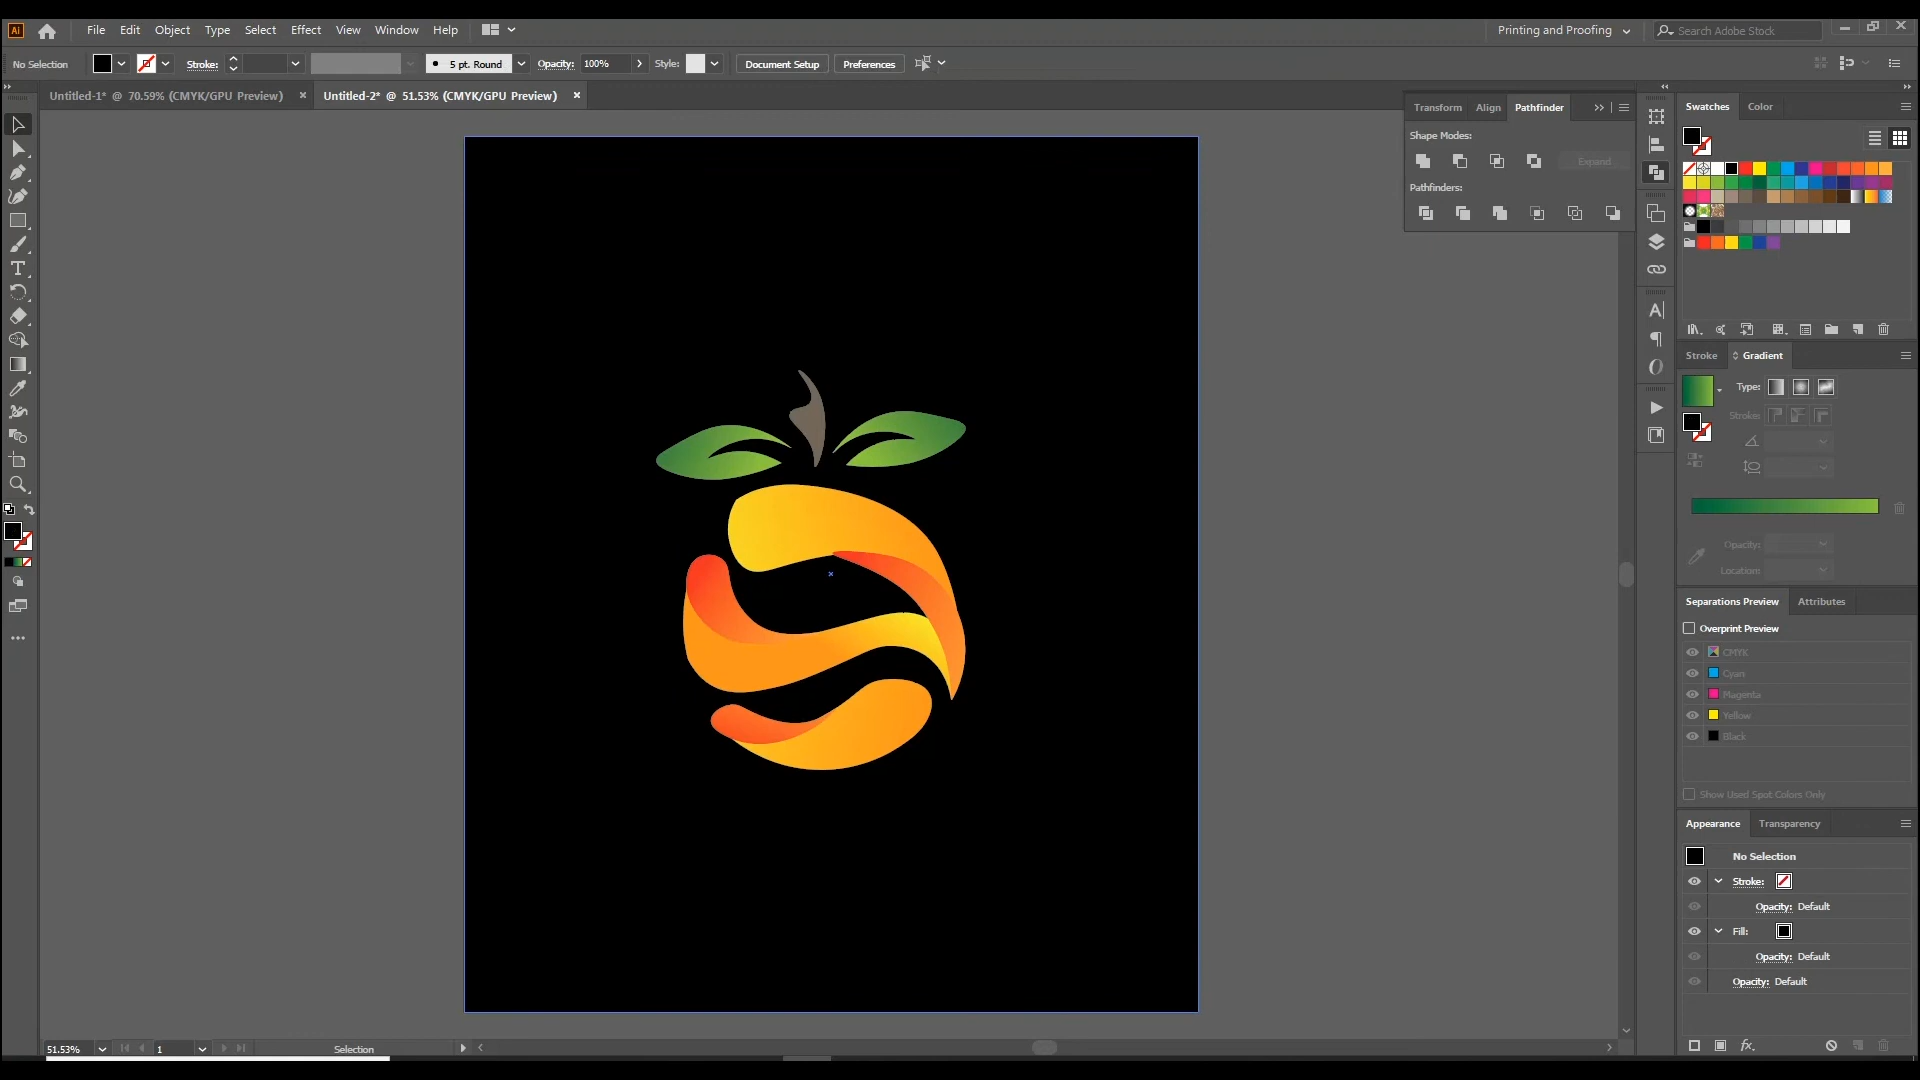 Ai File Edit Object Type Select Effect View Window Help Printing and Proofing Search Adobe Stock
No Selection Stroke: 5 pt. Round Opacity: 100% Style: Document Setup Preferences
Untitled-1* @ 70.59% (CMYK/GPU Preview) × Untitled-2* @ 51.53% (CMYK/GPU Preview) ×
Transform Align Pathfinder
Shape Modes:
Expand
Pathfinders:
Swatches Color
Stroke Gradient
Type:
Stroke:
Opacity:
Location:
Separations Preview Attributes
Overprint Preview
CMYK
Cyan
Magenta
Yellow
Black
Show Used Spot Colors Only
Appearance Transparency
No Selection
Stroke:
Opacity: Default
Fill:
Opacity: Default
Opacity: Default
fx.
51.53% 1 Selection